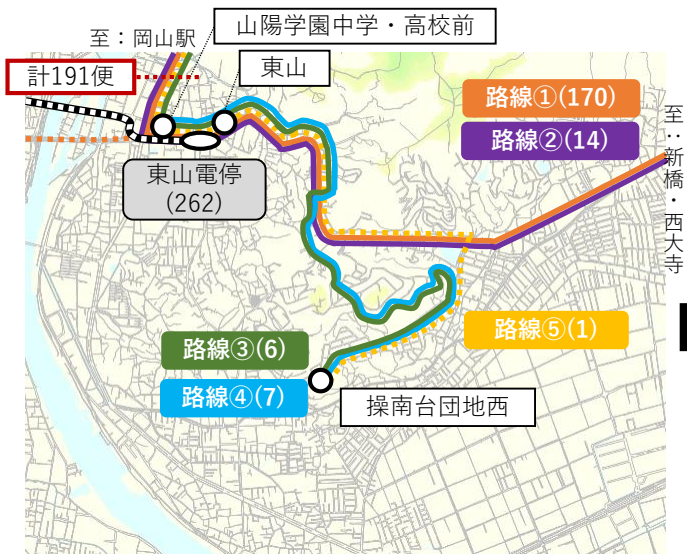 至：岡山駅
山陽学園中学・高校前
計191便
東山
路線①(170)
路線②(14)
至：新橋・西大寺
東山電停
(262)
路線③(6)
路線④(7)
路線⑤(1)
操南台団地西